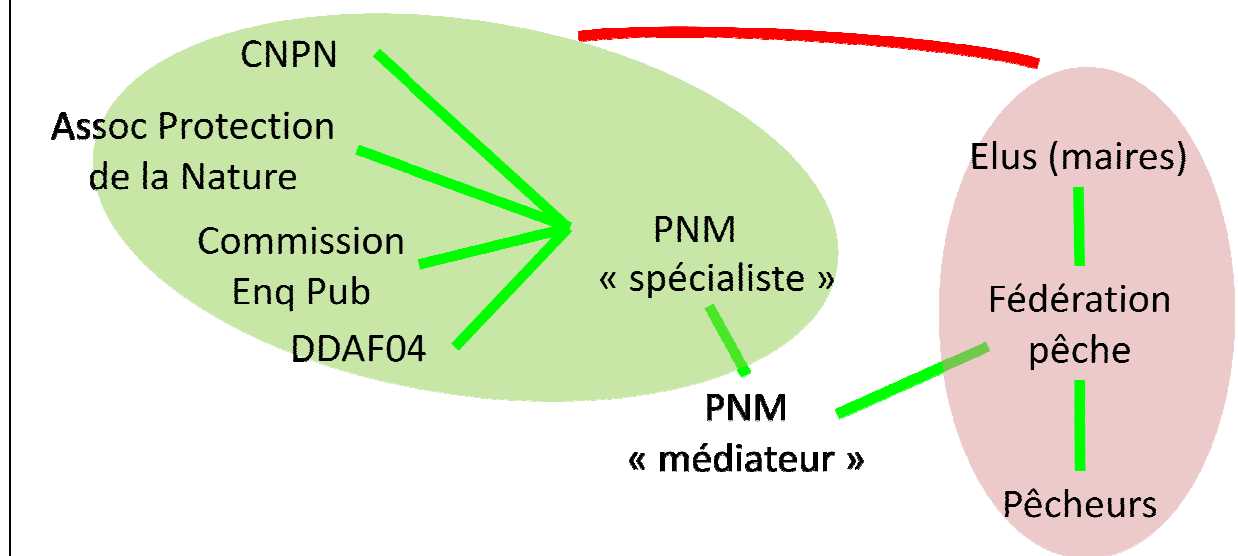 CNPN
Assoc Protection
de la Nature
Commission
Enq Pub
DDAF04
PNM
« spécialiste »
PNM
« médiateur »
Elus (maires)
Fédération
pêche
Pêcheurs